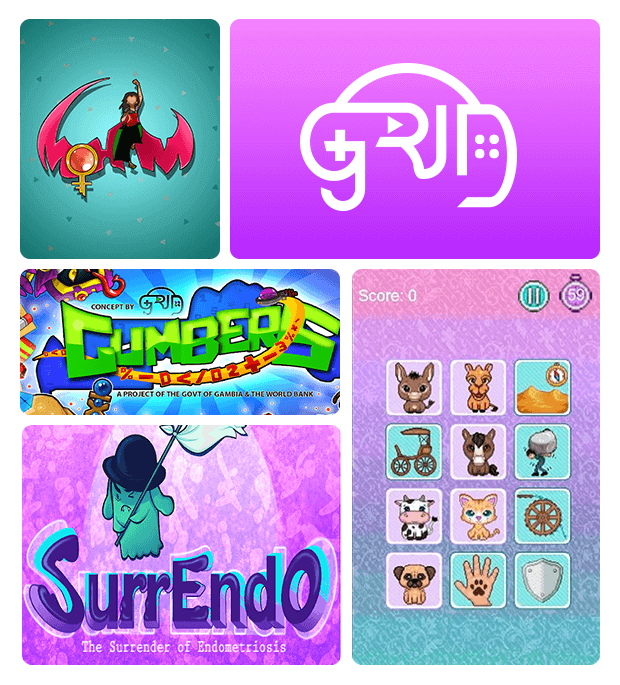 GRID
CONCEPT BY GRID
GUMBERS
A PROJECT OF THE GOVT OF GAMBIA & THE WORLD BANK
Score: 0
59
SurrEndO
The Surrender of Endometriosis